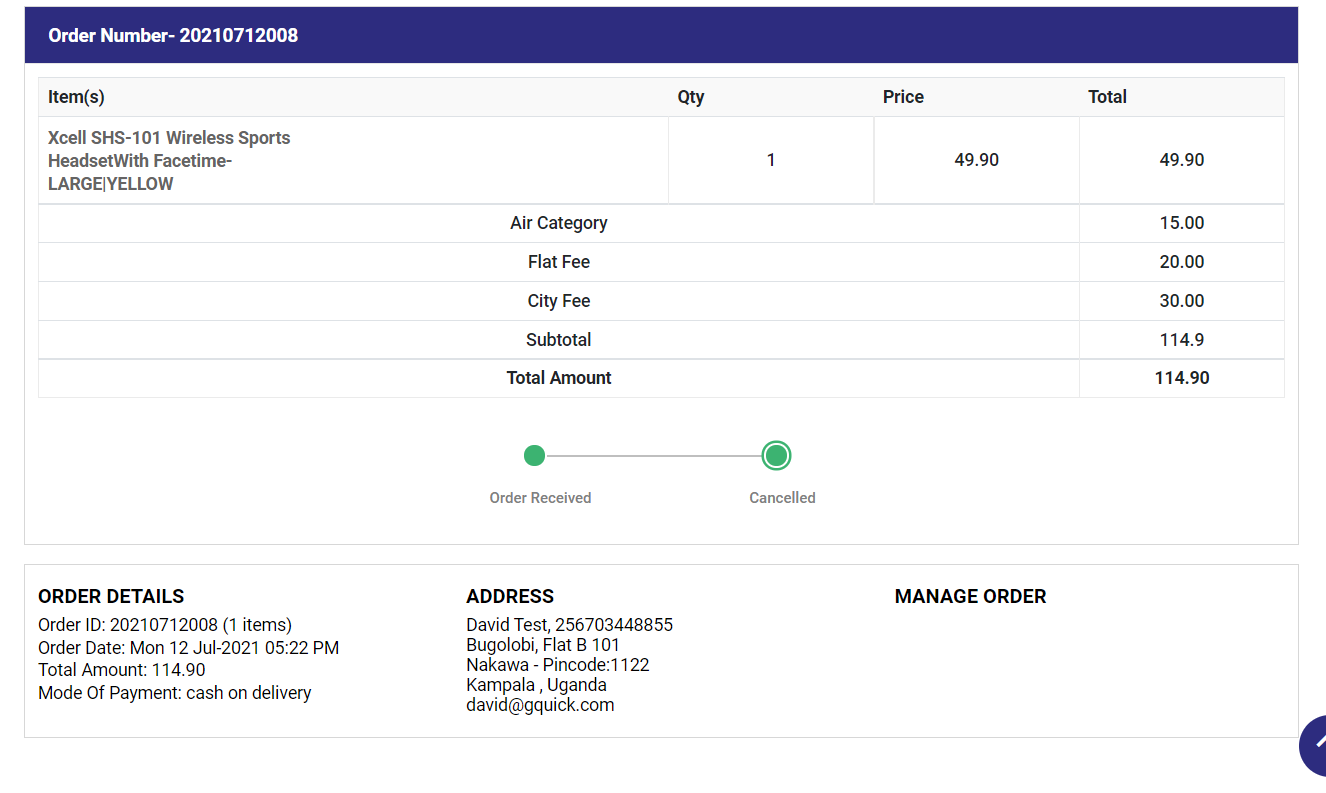 Order Number- 20210712008
Item(s) Qty Price Total
Xcell SHS-101 Wireless Sports
HeadsetWith Facetime-
LARGE|YELLOW
1 49.90 49.90
Air Category 15.00
Flat Fee 20.00
City Fee 30.00
Subtotal 114.9
Total Amount 114.90
Order Received Cancelled
ORDER DETAILS
Order ID: 20210712008 (1 items)
Order Date: Mon 12 Jul-2021 05:22 PM
Total Amount: 114.90
Mode Of Payment: cash on delivery
ADDRESS
David Test, 256703448855
Bugolobi, Flat B 101
Nakawa - Pincode:1122
Kampala , Uganda
david@gquick.com
MANAGE ORDER